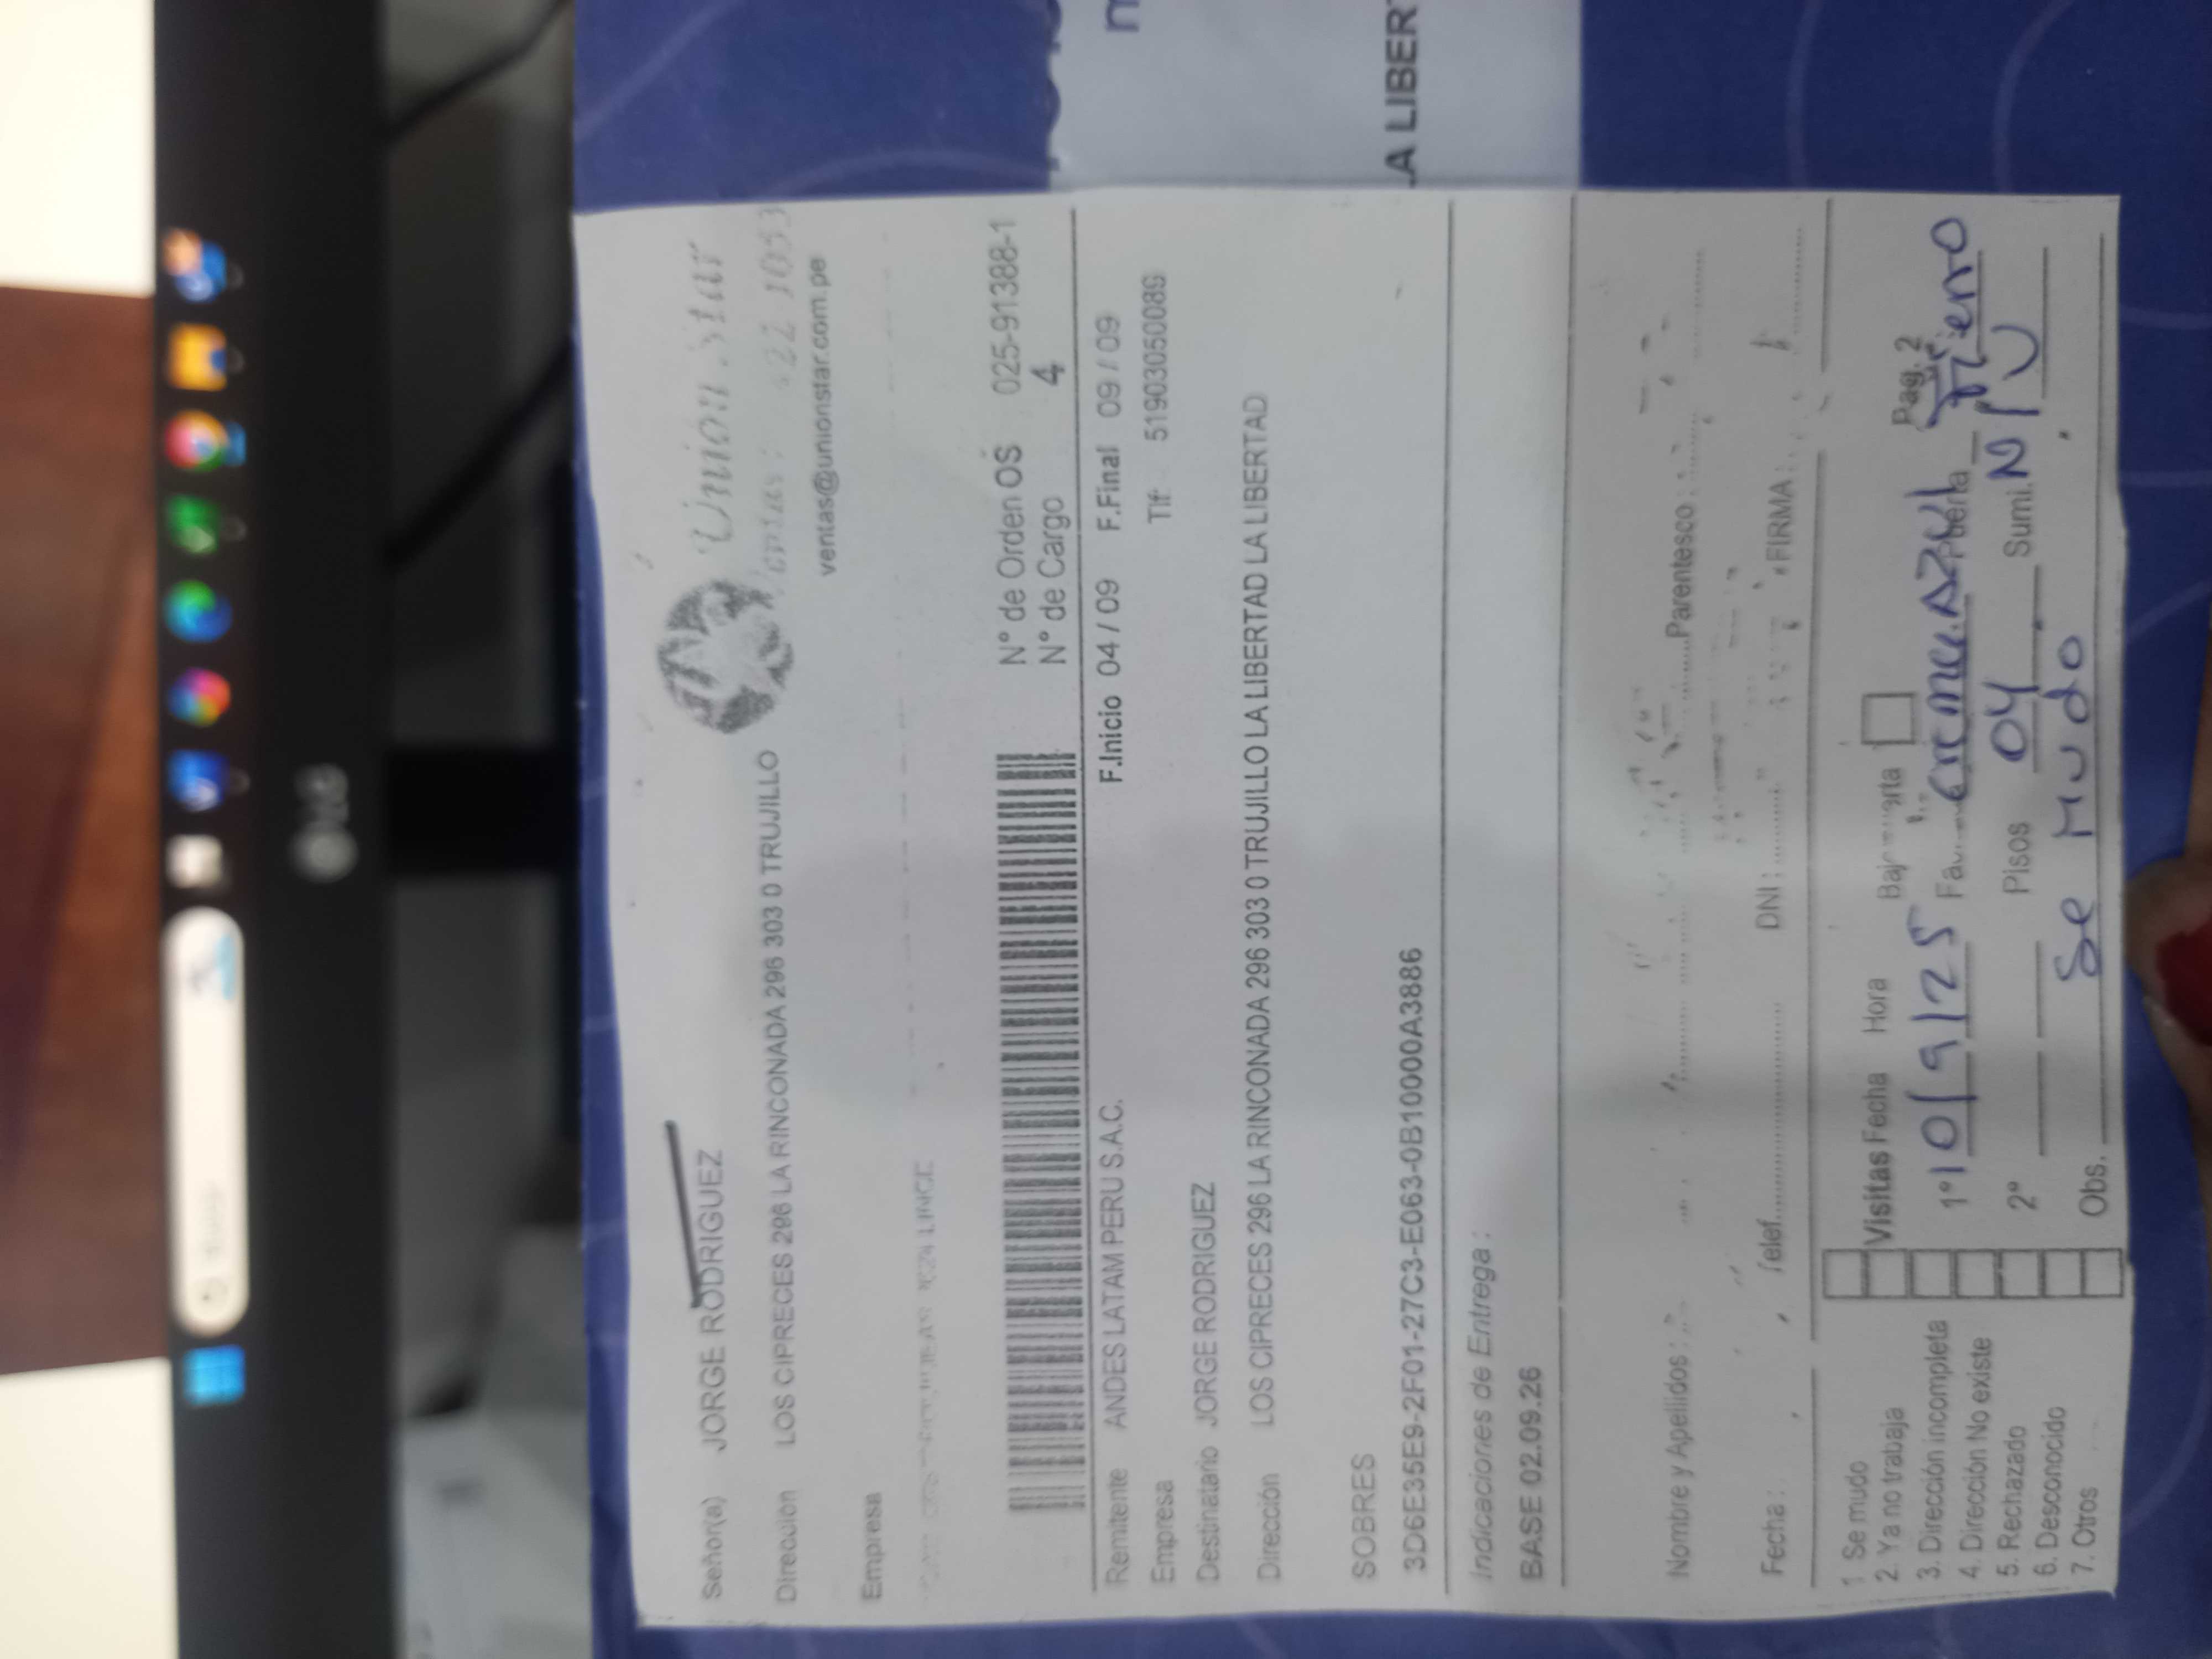 Señor(a) JORGE RODRIGUEZ
Union Star
Dirección LOS CIPRECES 296 LA RINCONADA 296 303 0 TRUJILLO
ventas@unionstar.com.pe
Empresa
N° de Orden OS 025-91388-1
N° de Cargo 4
Remitente ANDES LATAM PERU S.A.C.
F.Inicio 04 / 09 F.Final 09 / 09
Empresa
Tlf 51903050089
Destinatario JORGE RODRIGUEZ
Dirección LOS CIPRECES 296 LA RINCONADA 296 303 0 TRUJILLO LA LIBERTAD LA LIBERTAD
SOBRES
3D6E35E9-2F01-27C3-E063-0B10000A3886
Indicaciones de Entrega :
BASE 02.09.26
Nombre y Apellidos : Parentesco :
Fecha : Telef. DNI : FIRMA :
1 Se mudo
2. Ya no trabaja
3. Dirección incompleta
4. Dirección No existe
5. Rechazado
6. Desconocido
7. Otros
Visitas Fecha Hora
Pag. 2
1° 10/9/25 AZUL Puerta
2° Pisos 04 Sumi. N/V
Obs. Se Mudo
A LIBER
LG